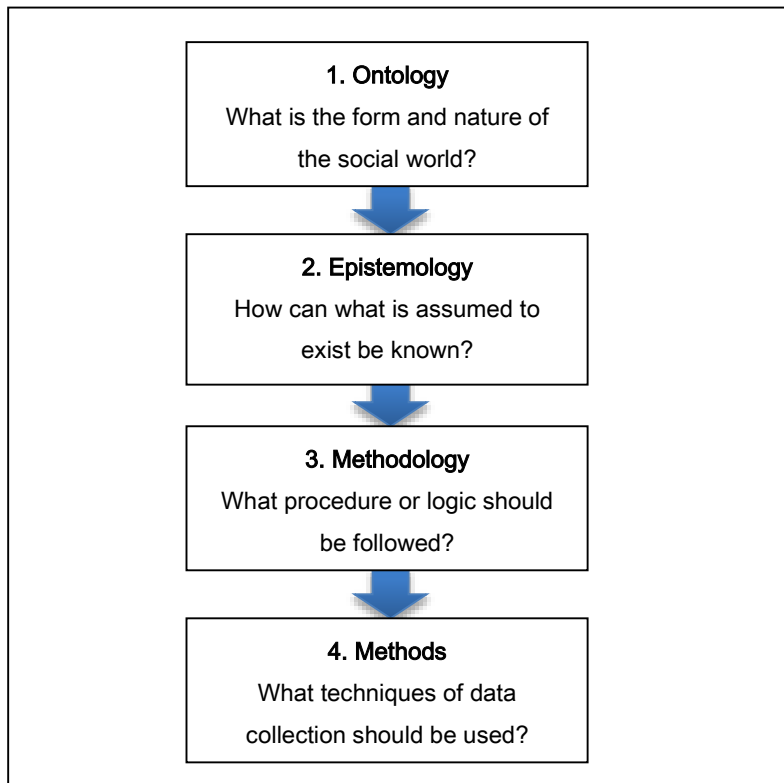 1. Ontology
What is the form and nature of
the social world?
2. Epistemology
How can what is assumed to
exist be known?
3. Methodology
What procedure or logic should
be followed?
4. Methods
What techniques of data
collection should be used?